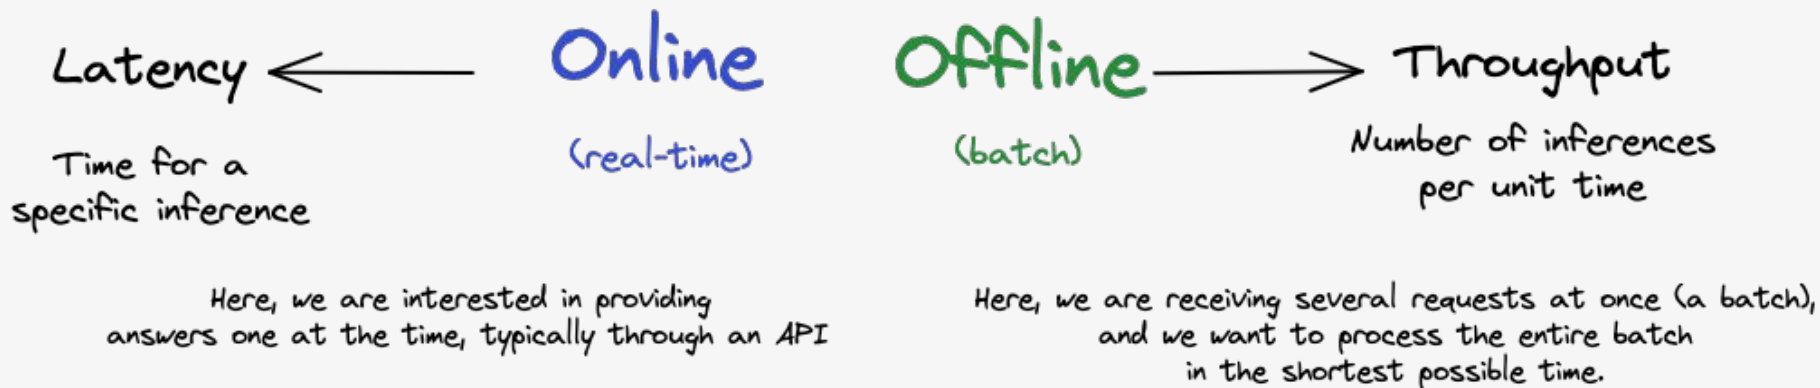 Latency
Online
Offline
Throughput
(real-time)
(batch)
Time for a
specific inference
Number of inferences
per unit time
Here, we are interested in providing
answers one at the time, typically through an API
Here, we are receiving several requests at once (a batch),
and we want to process the entire batch
in the shortest possible time.